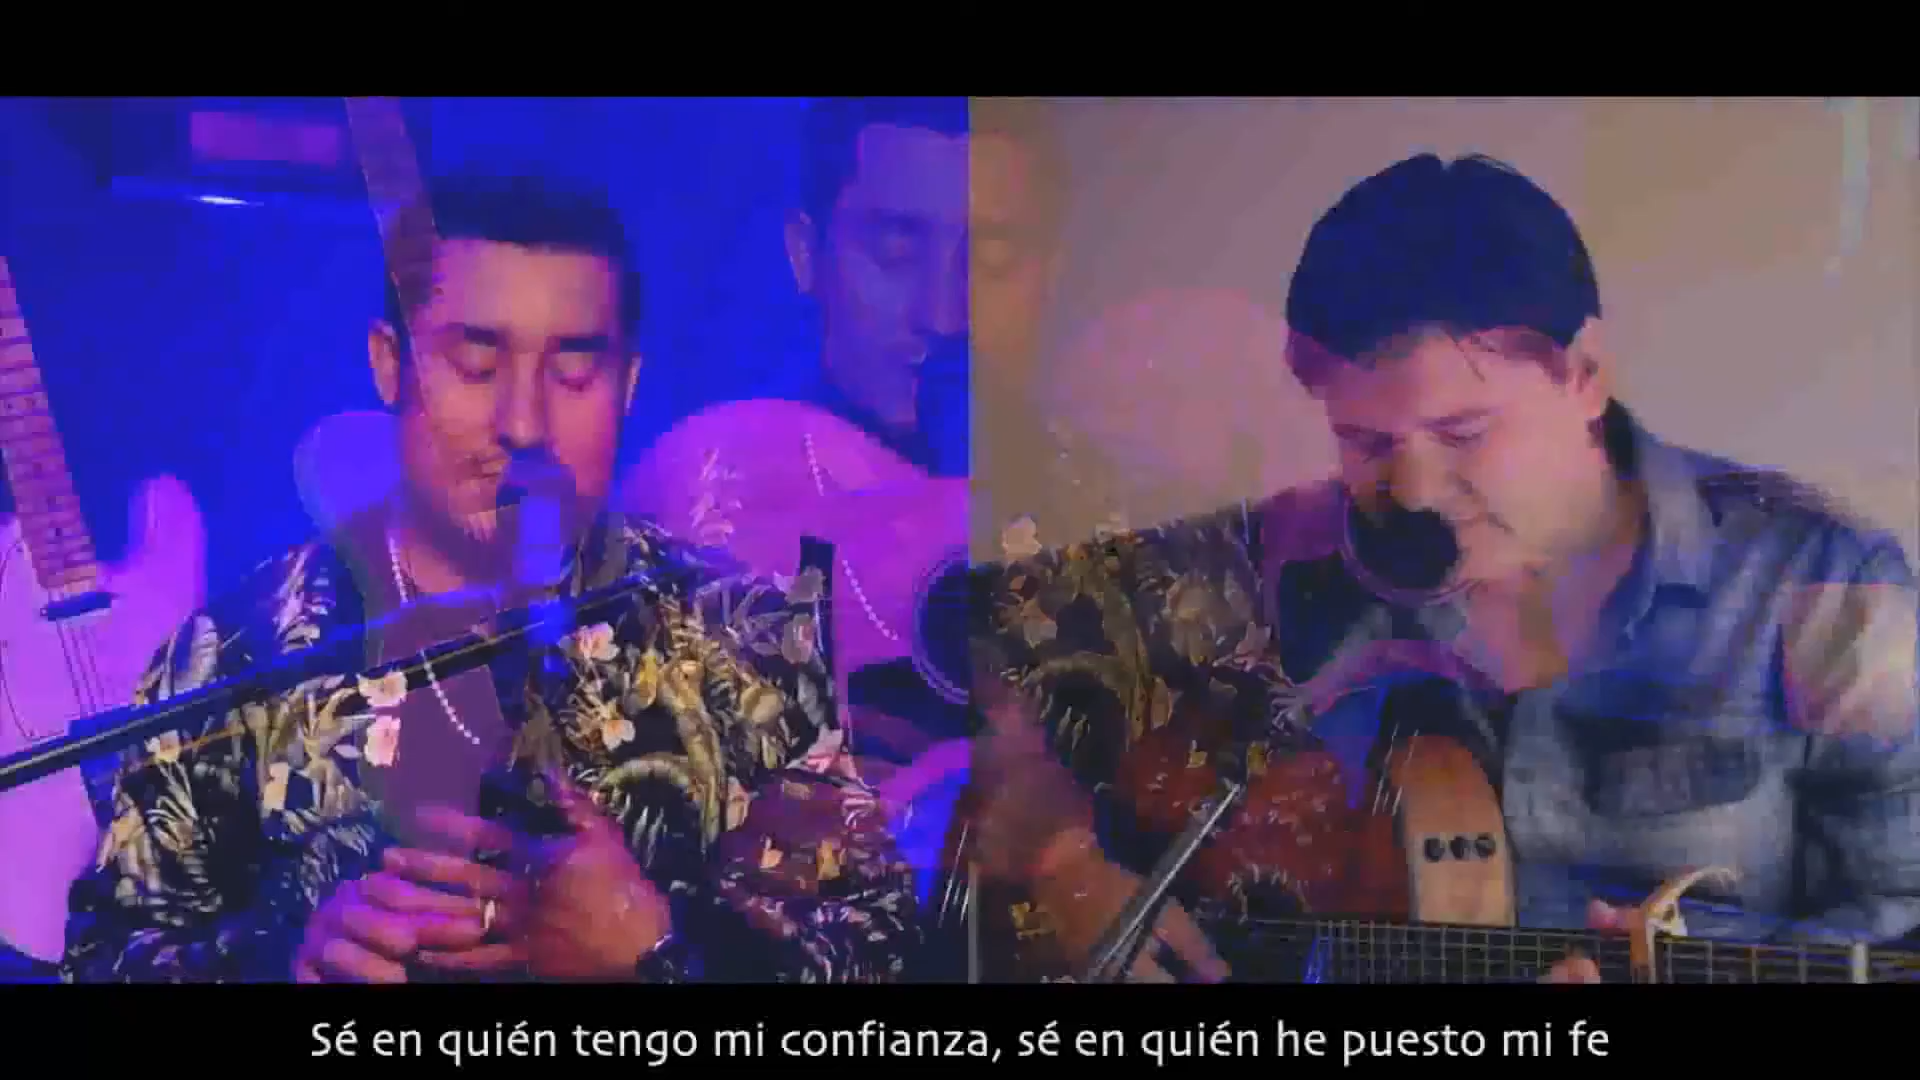 Sé en quién tengo mi confianza, sé en quién he puesto mi fe